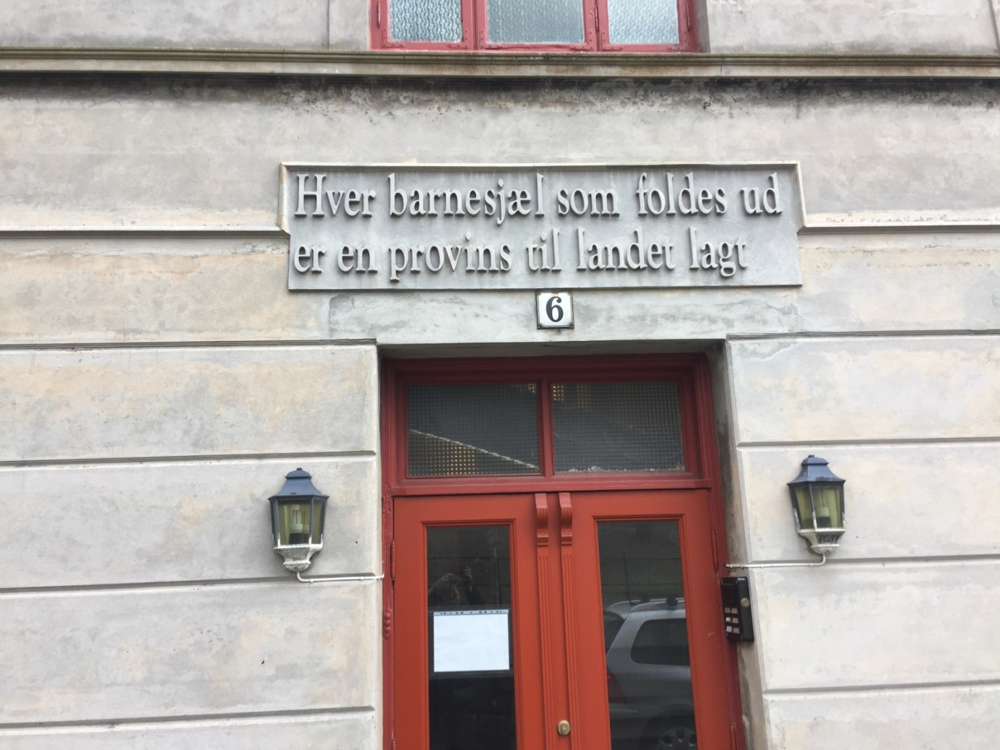 Hver barnesjæl som foldes ud
er en provins til landet lagt
6